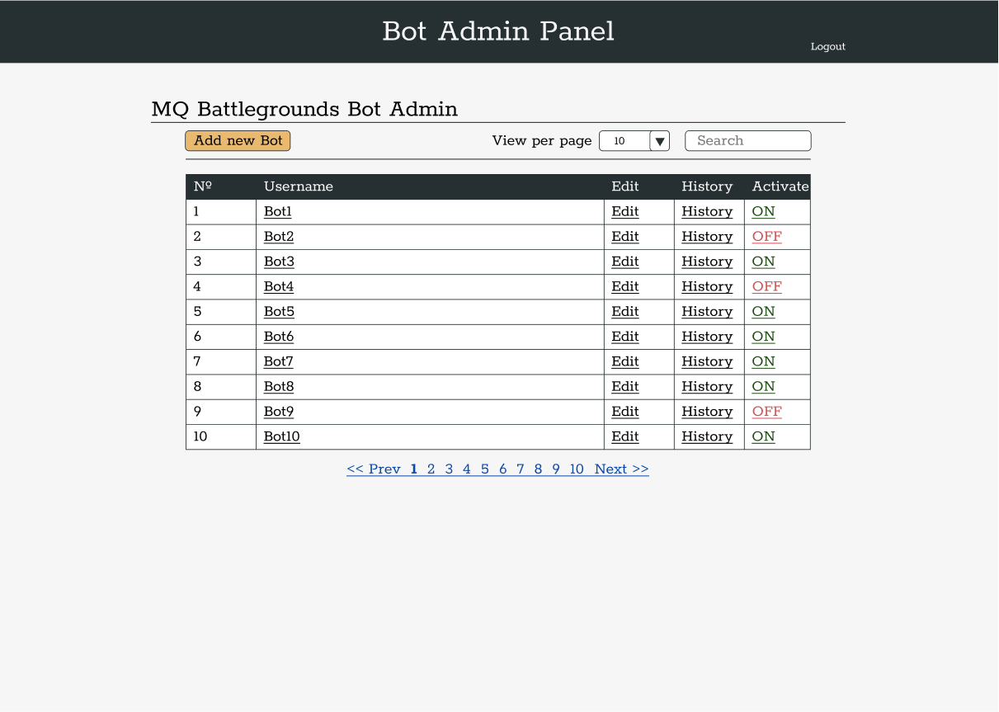 Bot Admin Panel
Logout
MQ Battlegrounds Bot Admin
Add new Bot View per page 10 ▼ Search
Nº Username Edit History Activate
1 Bot1 Edit History ON
2 Bot2 Edit History OFF
3 Bot3 Edit History ON
4 Bot4 Edit History OFF
5 Bot5 Edit History ON
6 Bot6 Edit History ON
7 Bot7 Edit History ON
8 Bot8 Edit History ON
9 Bot9 Edit History OFF
10 Bot10 Edit History ON
<< Prev 1 2 3 4 5 6 7 8 9 10 Next >>